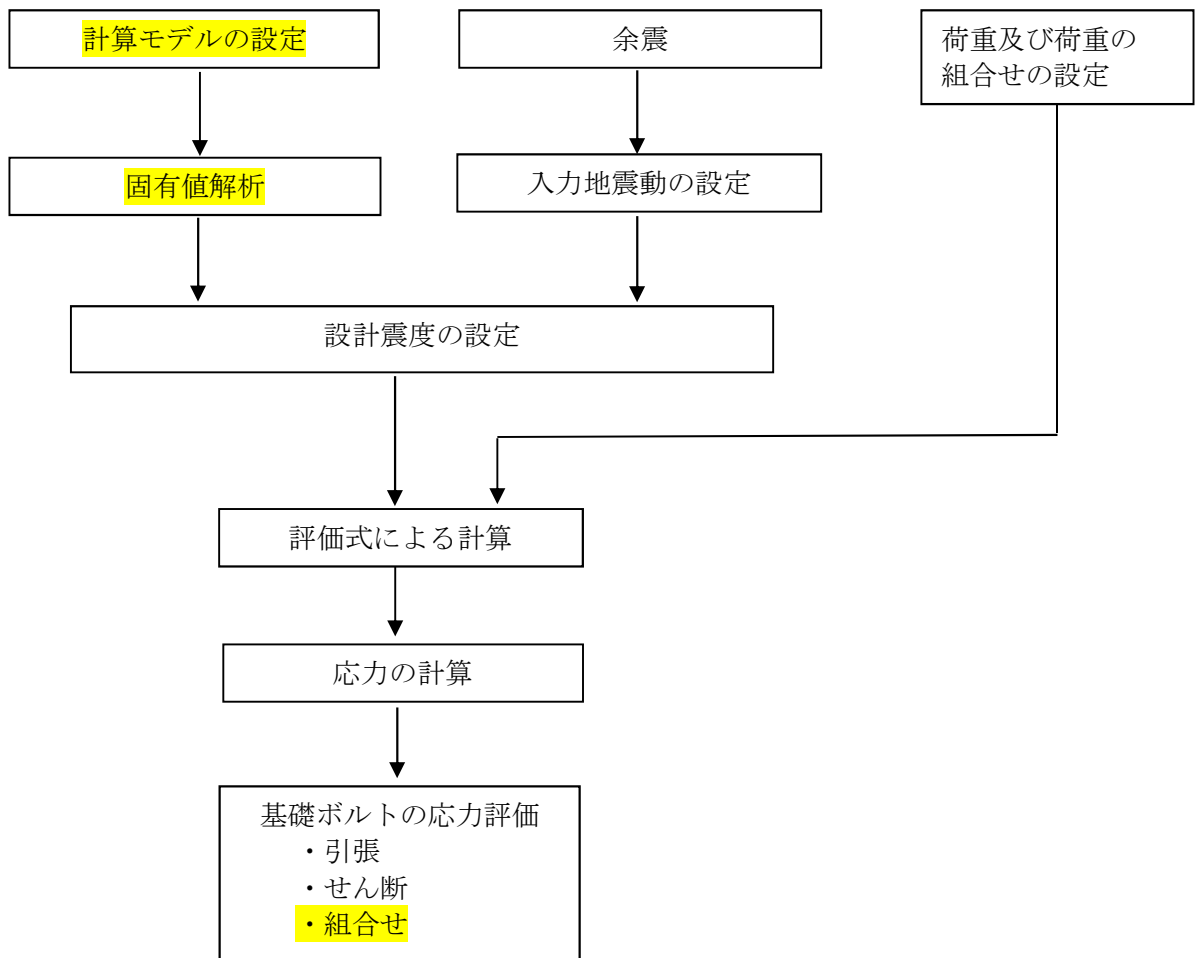 計算モデルの設定
余震
荷重及び荷重の
組合せの設定
固有値解析
入力地震動の設定
設計震度の設定
評価式による計算
応力の計算
基礎ボルトの応力評価
・引張
・せん断
・組合せ